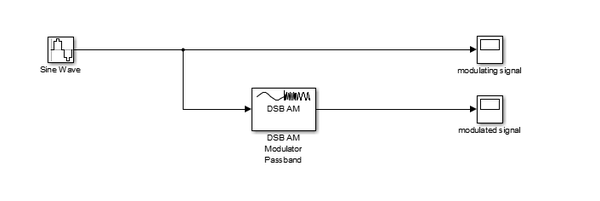 Sine Wave
modulating signal
DSB AM
DSB AM
Modulator
Passband
modulated signal